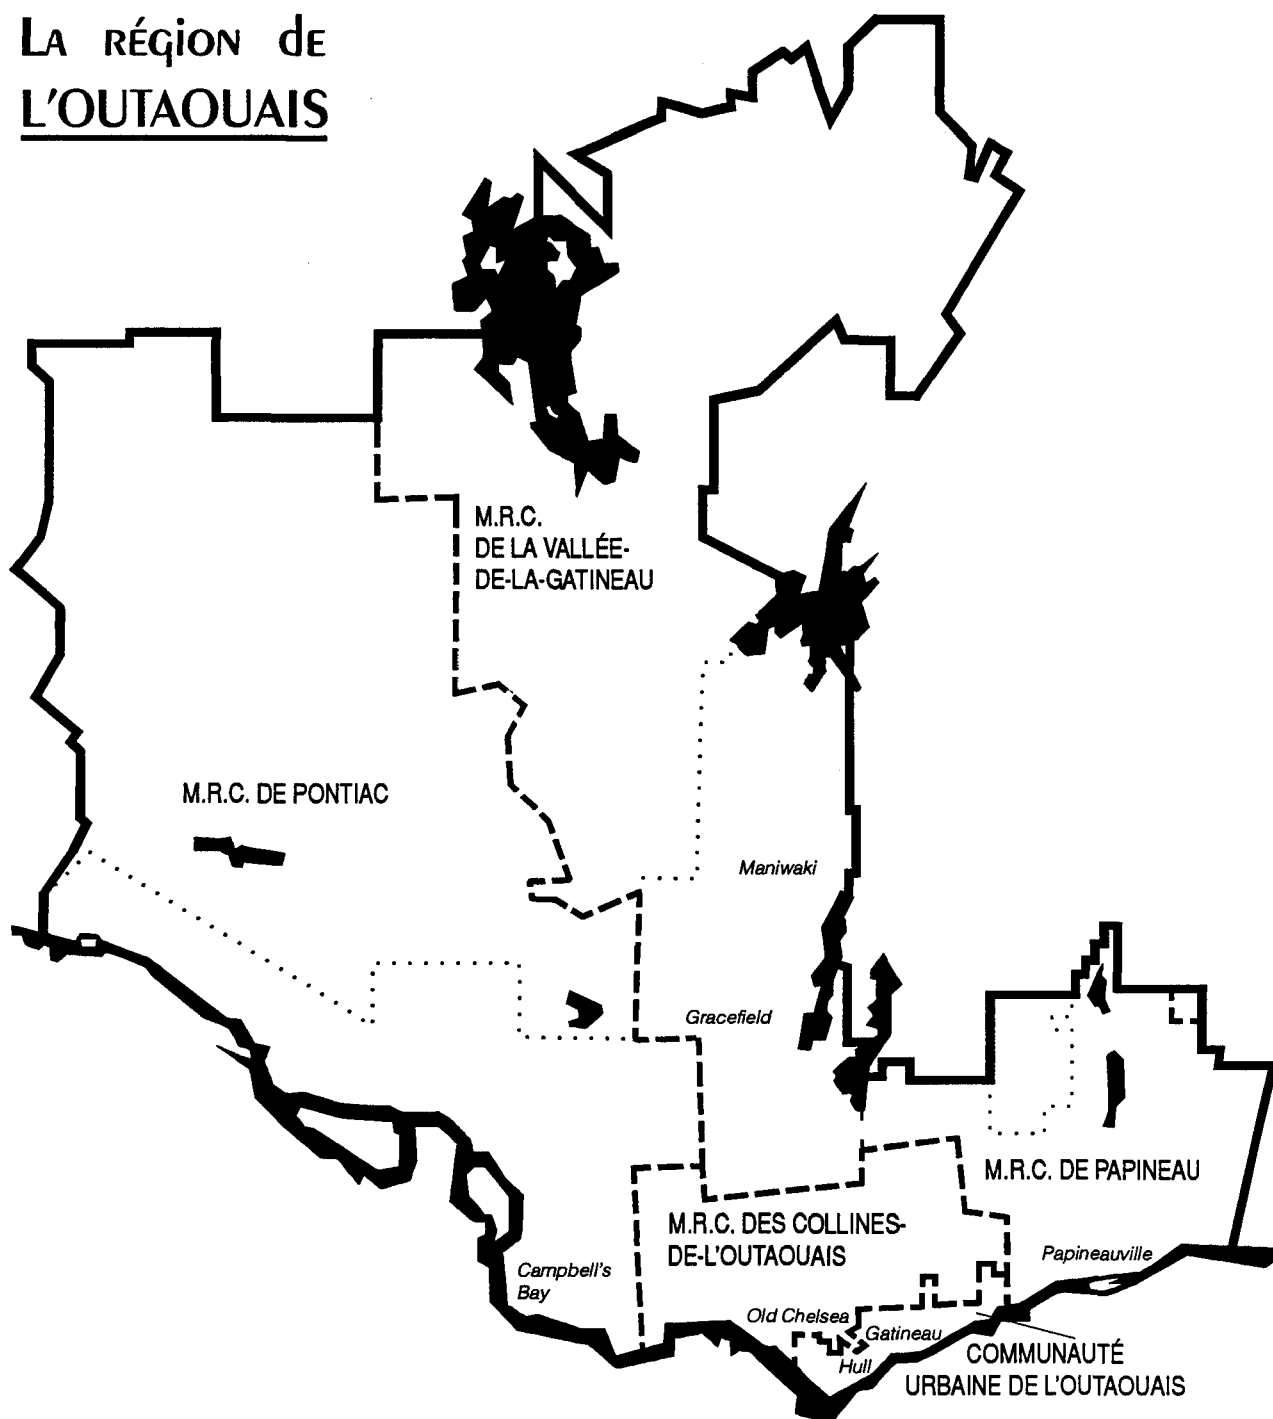 La région de
L'OUTAOUAIS
M.R.C.
DE LA VALLÉE-
DE-LA-GATINEAU
M.R.C. DE PONTIAC
Maniwaki
Gracefield
M.R.C. DE PAPINEAU
M.R.C. DES COLLINES-
DE-L'OUTAOUAIS
Papineauville
Campbell's
Bay
Old Chelsea
Gatineau
Hull
COMMUNAUTÉ
URBAINE DE L'OUTAOUAIS